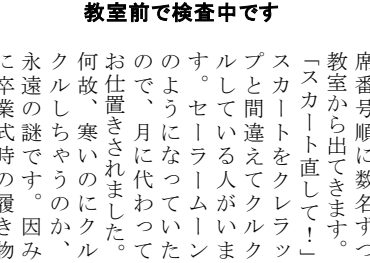 教室前で検査中です
席番号順に数名ずつ
教室から出てきます。
「スカート直して！」
スカートをクレラッ
プと間違えてクルク
ルしている人がいま
す。セーラームーン
のようになっていた
ので、月に代わって
お仕置きされました。
何故、寒いのにクル
クルしちゃうのか、
永遠の謎です。因み
に卒業式時の履き物